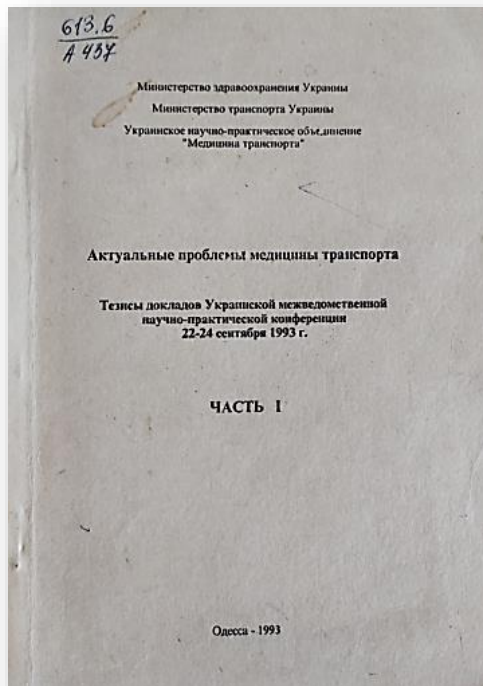 613.6
А 437
Министерство здравоохранения Украины
Министерство транспорта Украины
Украинское научно-практическое объединение
"Медицина транспорта"
Актуальные проблемы медицины транспорта
Тезисы докладов Украинской межведомственной
научно-практической конференции
22-24 сентября 1993 г.
ЧАСТЬ I
Одесса - 1993